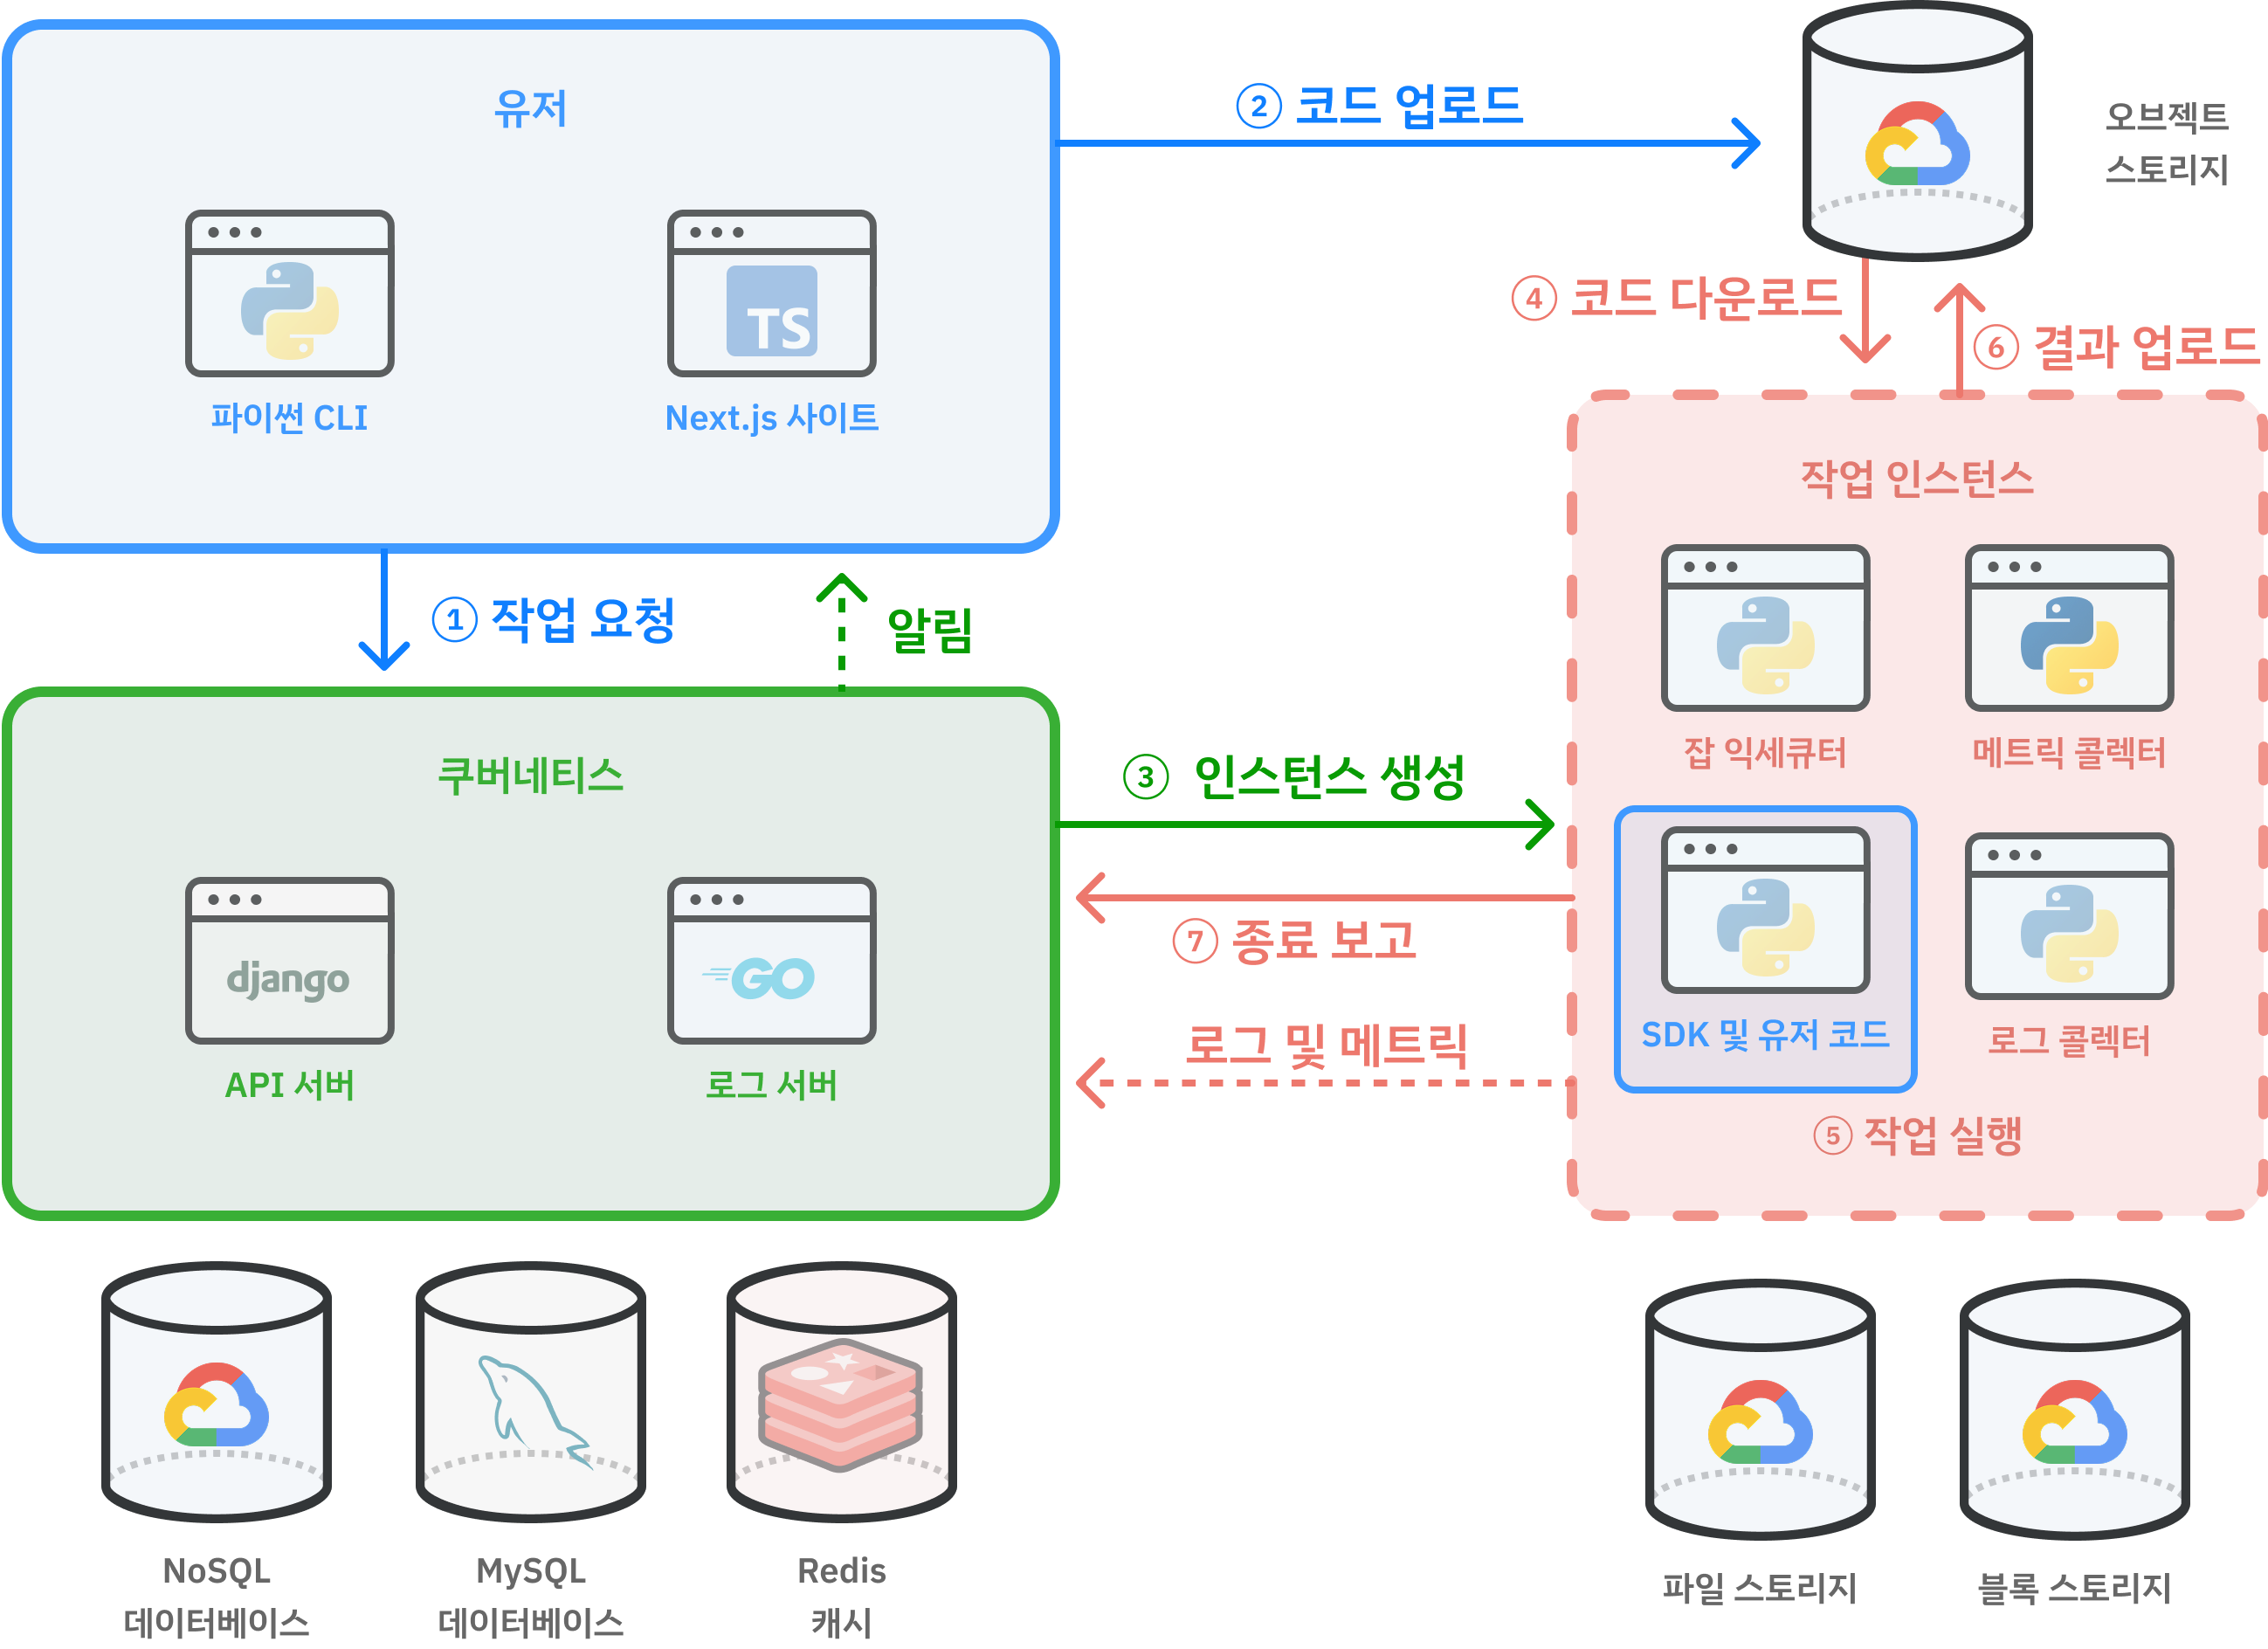 유저
파이썬 CLI
TS
Next.js 사이트
② 코드 업로드
오브젝트
스토리지
④ 코드 다운로드
⑥ 결과 업로드
① 작업 요청
알림
쿠버네티스
django
API 서버
GO
로그 서버
③ 인스턴스 생성
⑦ 종료 보고
로그 및 메트릭
작업 인스턴스
잡 익세큐터
메트릭 콜렉터
SDK 및 유저 코드
로그 콜렉터
⑤ 작업 실행
NoSQL
데이터베이스
MySQL
데이터베이스
Redis
캐시
파일 스토리지
블록 스토리지